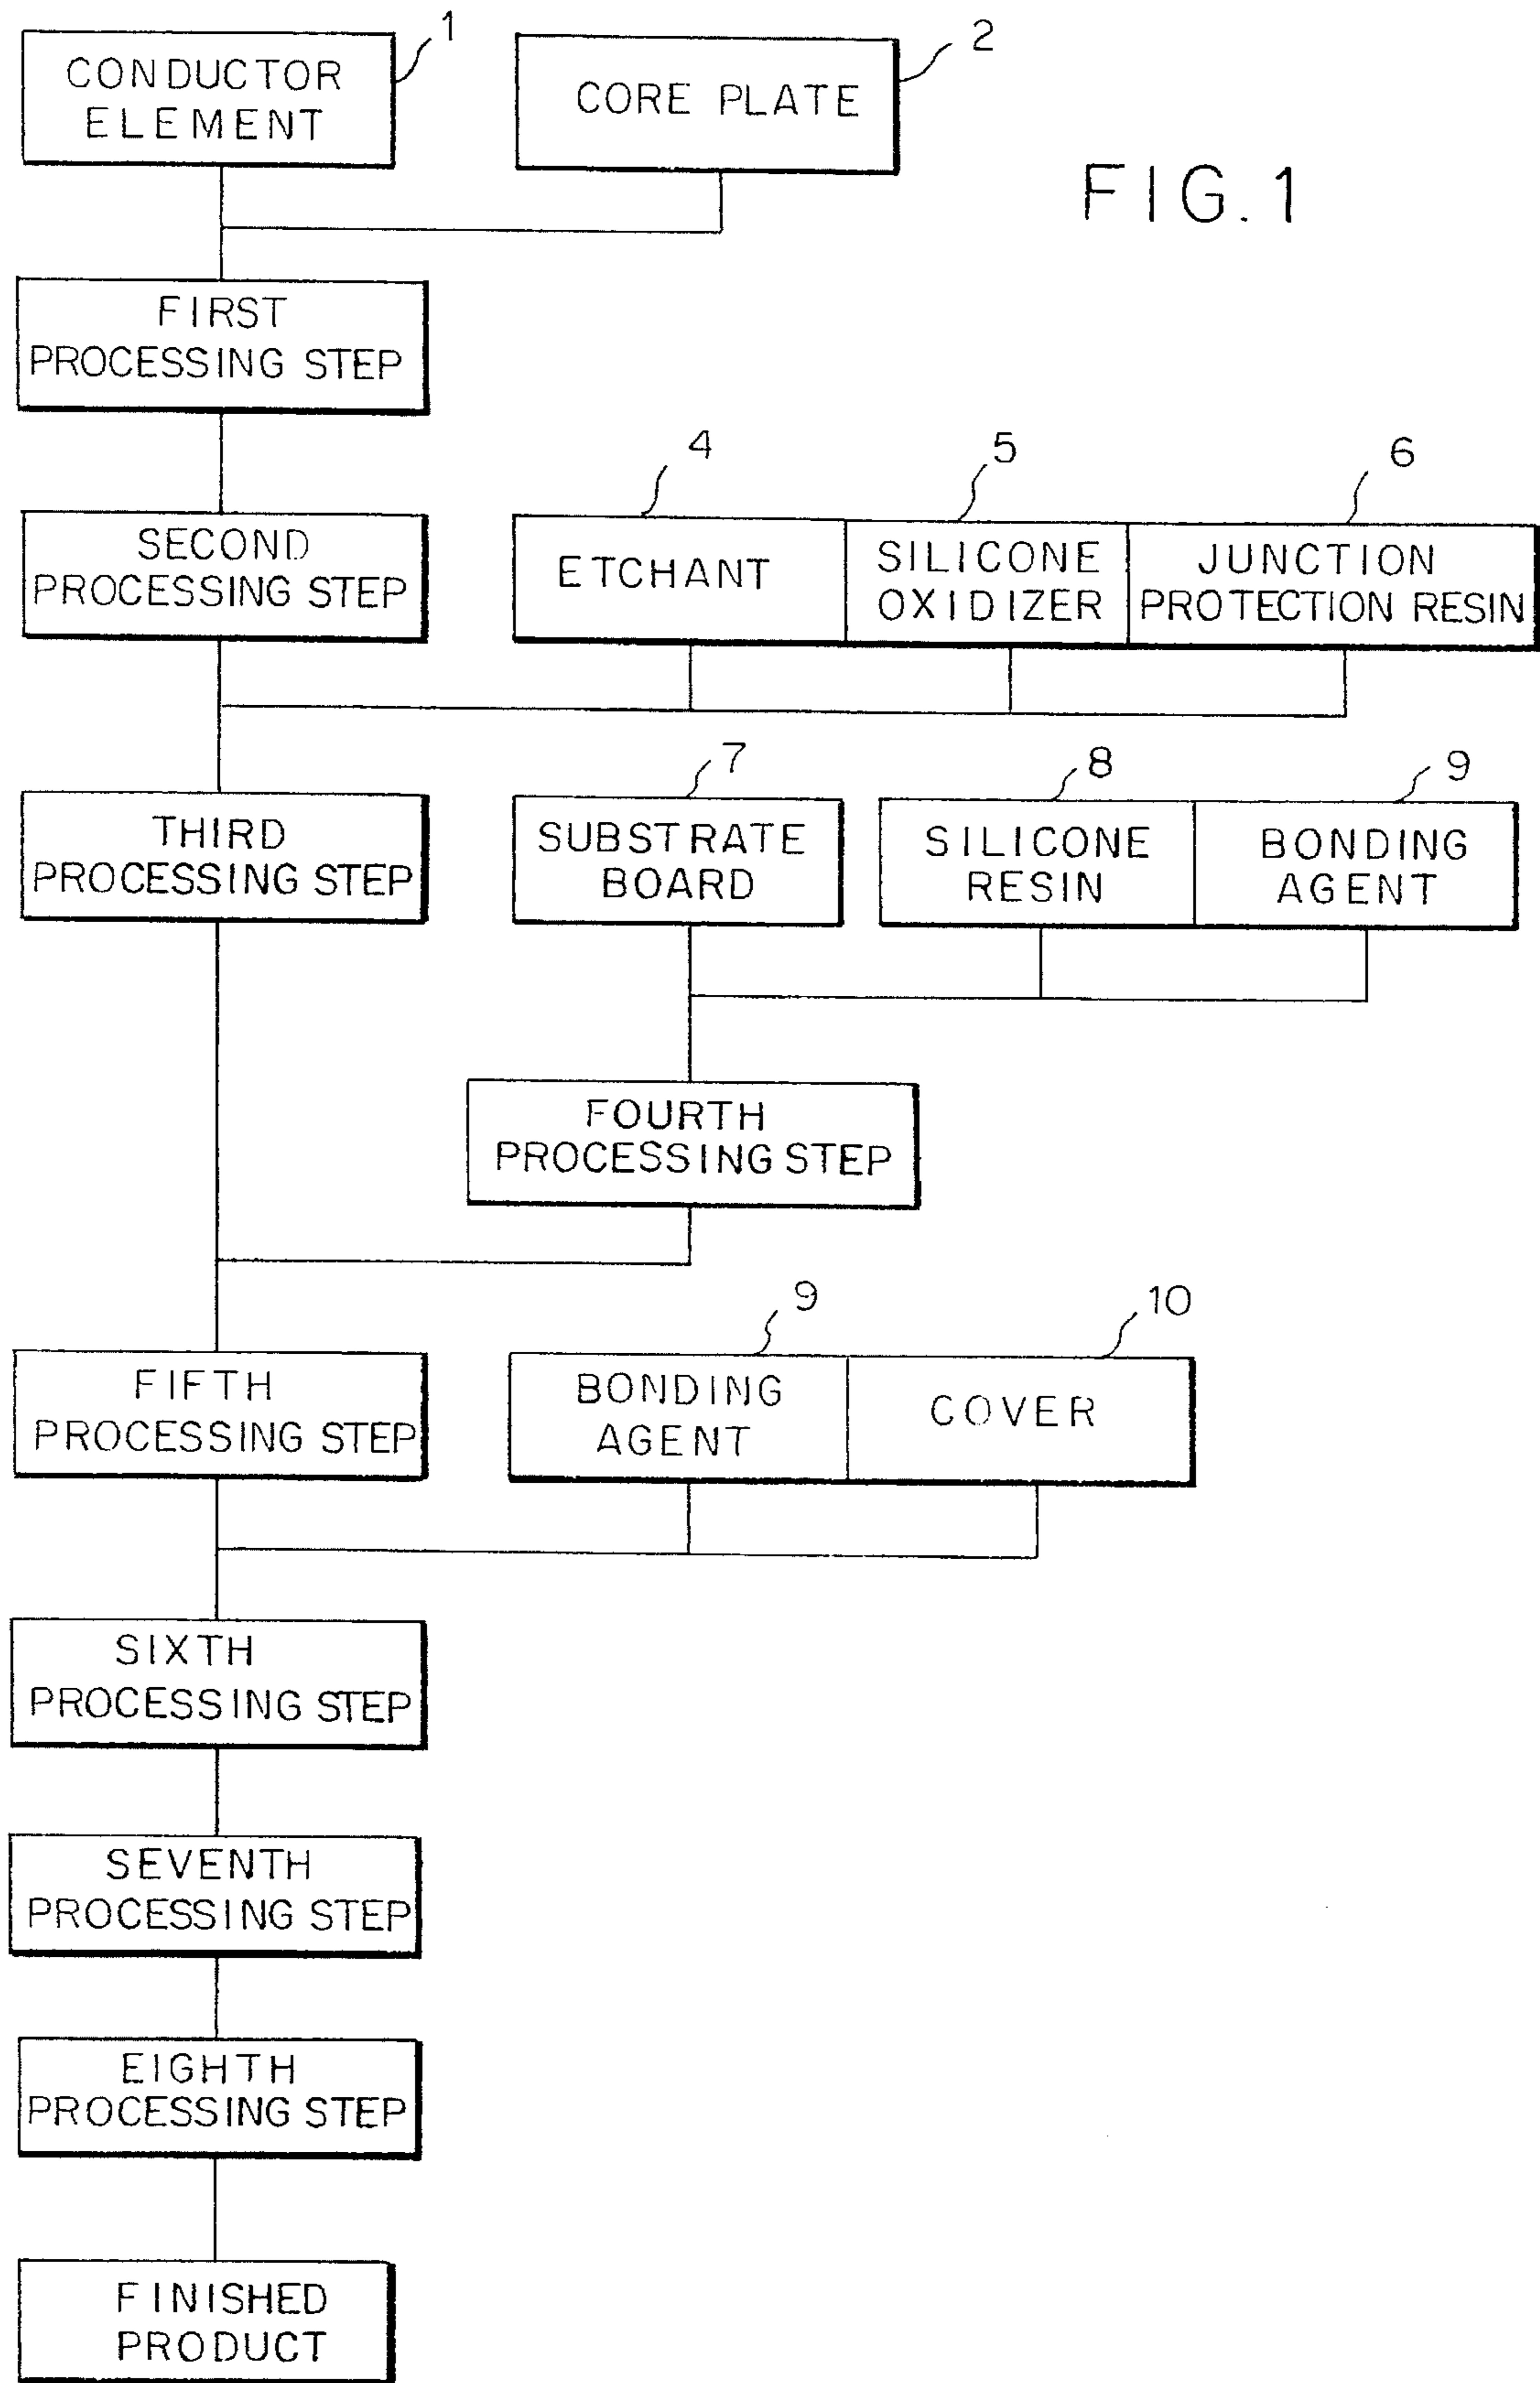 1
2
CONDUCTOR
ELEMENT
CORE PLATE
FIG. 1
FIRST
PROCESSING STEP
4
5
6
SECOND
PROCESSING STEP
ETCHANT
SILICONE
OXIDIZER
JUNCTION
PROTECTION RESIN
7
8
9
THIRD
PROCESSING STEP
SUBSTRATE
BOARD
SILICONE
RESIN
BONDING
AGENT
FOURTH
PROCESSING STEP
9
10
FIFTH
PROCESSING STEP
BONDING
AGENT
COVER
SIXTH
PROCESSING STEP
SEVENTH
PROCESSING STEP
EIGHTH
PROCESSING STEP
FINISHED
PRODUCT